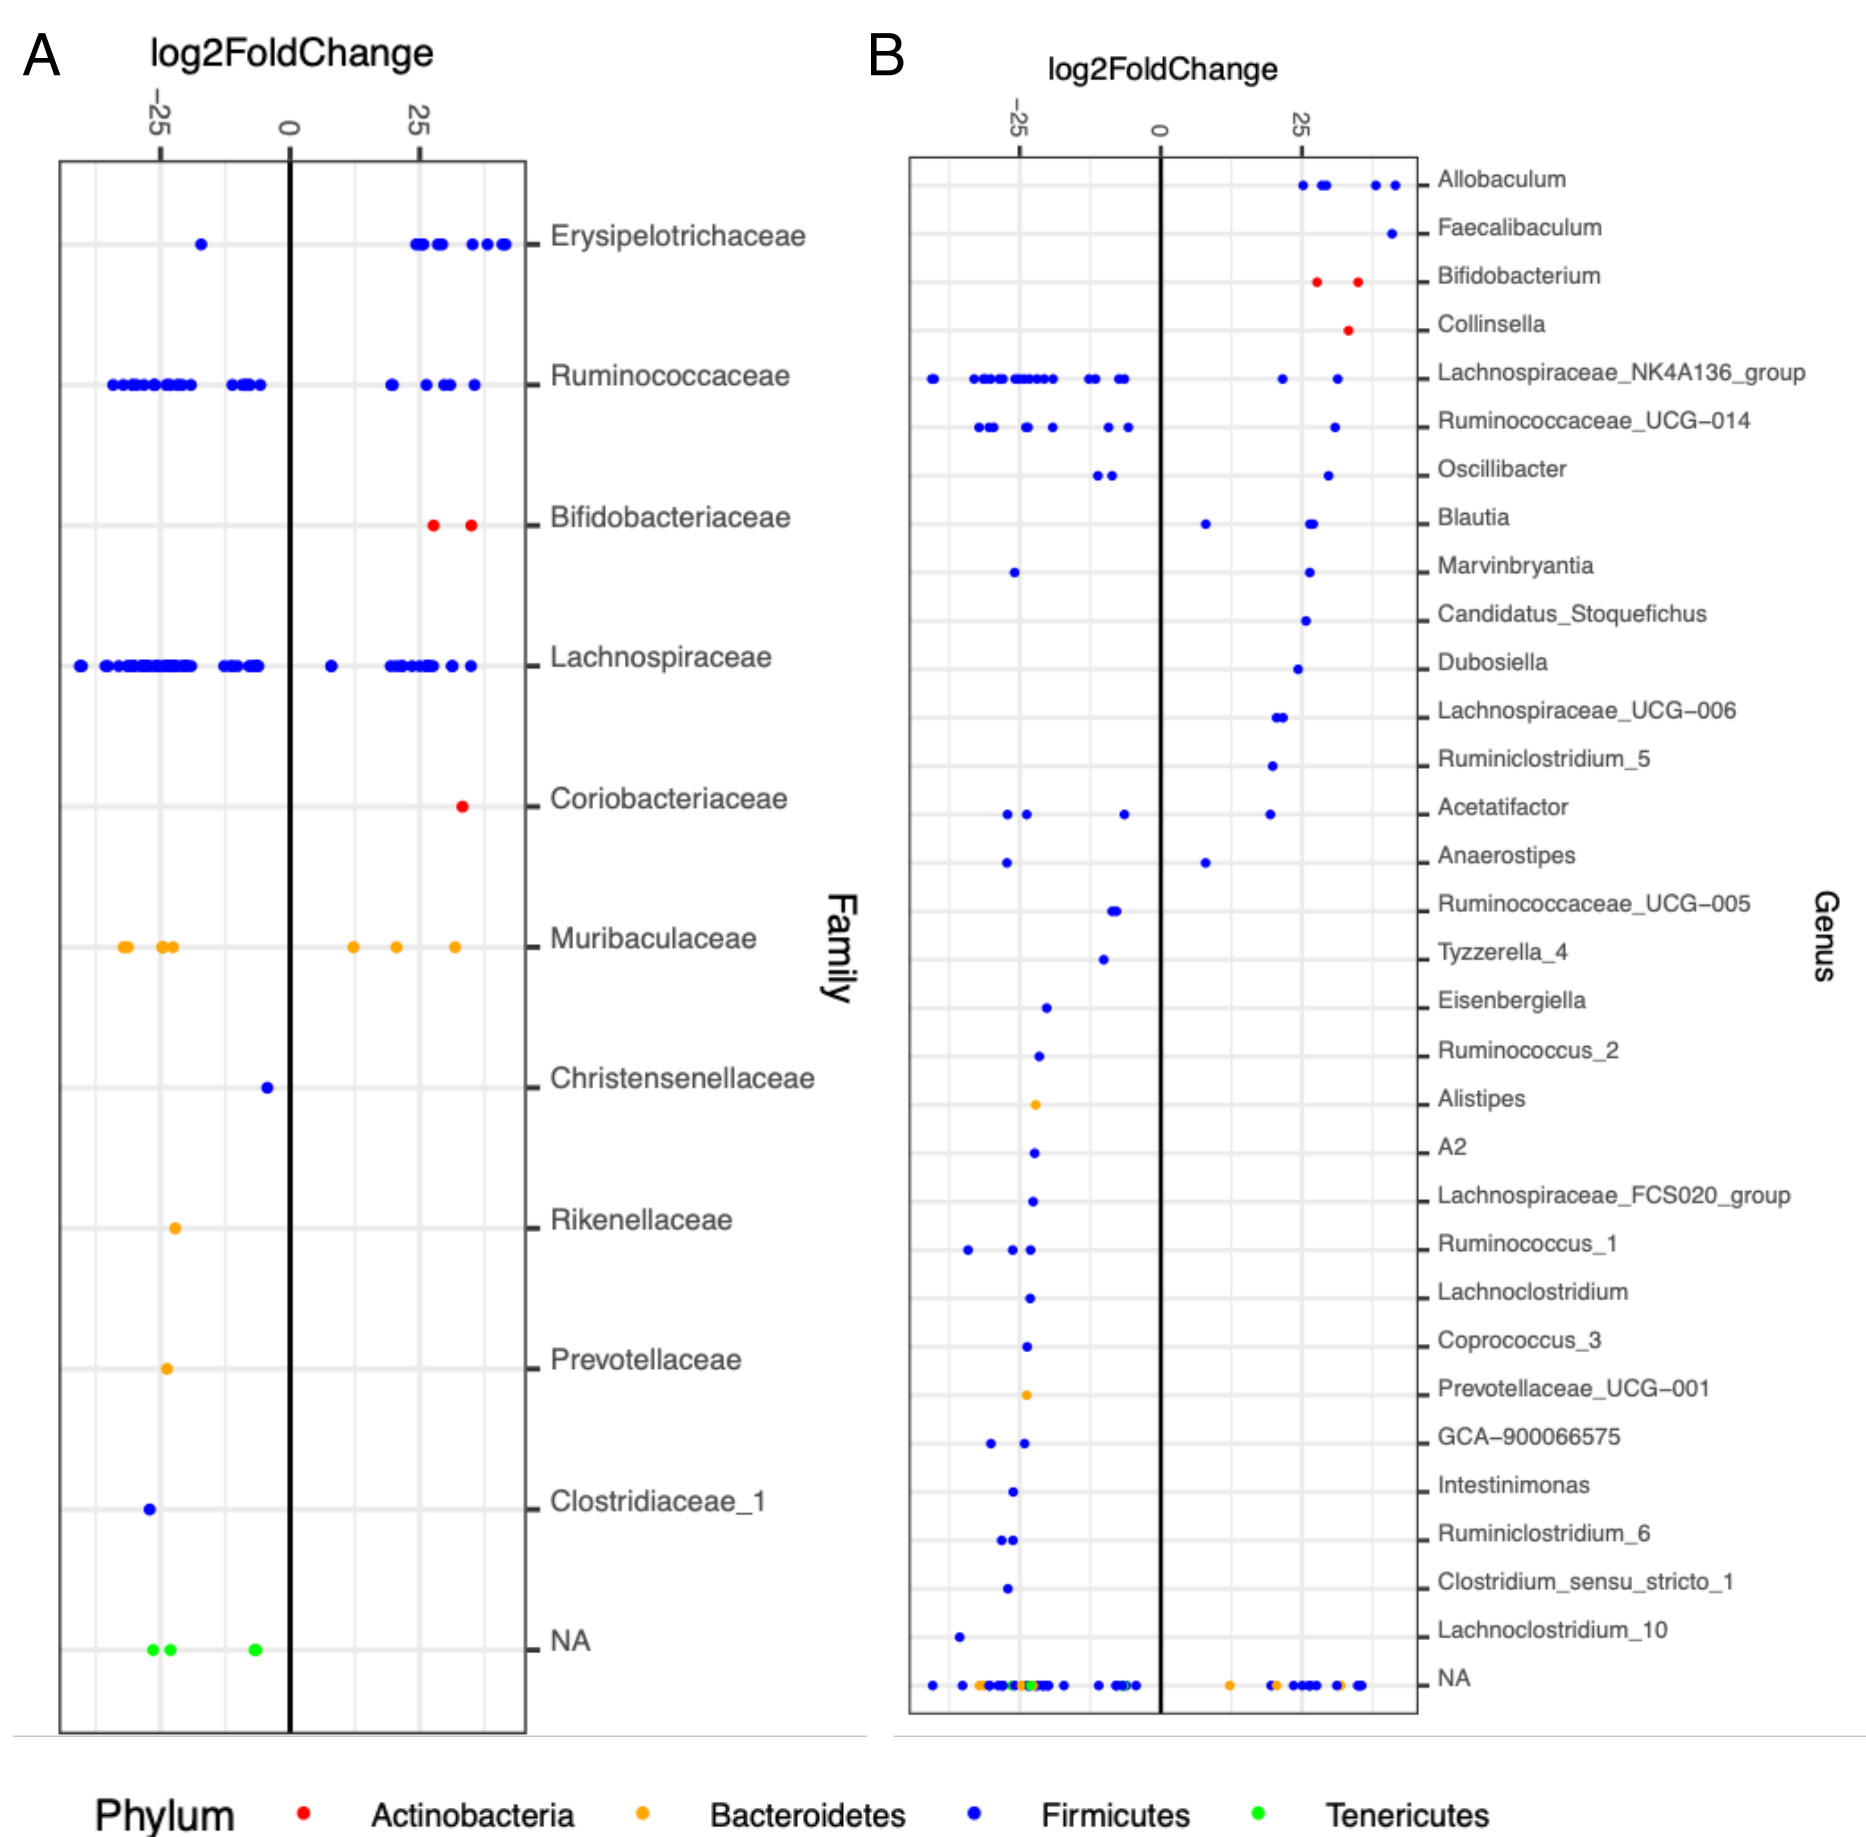 A
log2FoldChange
-25
0
25
Erysipelotrichaceae
Ruminococcaceae
Bifidobacteriaceae
Lachnospiraceae
Coriobacteriaceae
Muribaculaceae
Christensenellaceae
Rikenellaceae
Prevotellaceae
Clostridiaceae_1
NA
Family
B
log2FoldChange
-25
0
25
Allobaculum
Faecalibaculum
Bifidobacterium
Collinsella
Lachnospiraceae_NK4A136_group
Ruminococcaceae_UCG-014
Oscillibacter
Blautia
Marvinbryantia
Candidatus_Stoquefichus
Dubosiella
Lachnospiraceae_UCG-006
Ruminiclostridium_5
Acetatifactor
Anaerostipes
Ruminococcaceae_UCG-005
Tyzzerella_4
Eisenbergiella
Ruminococcus_2
Alistipes
A2
Lachnospiraceae_FCS020_group
Ruminococcus_1
Lachnoclostridium
Coprococcus_3
Prevotellaceae_UCG-001
GCA-900066575
Intestinimonas
Ruminiclostridium_6
Clostridium_sensu_stricto_1
Lachnoclostridium_10
NA
Genus
Phylum Actinobacteria Bacteroidetes Firmicutes Tenericutes